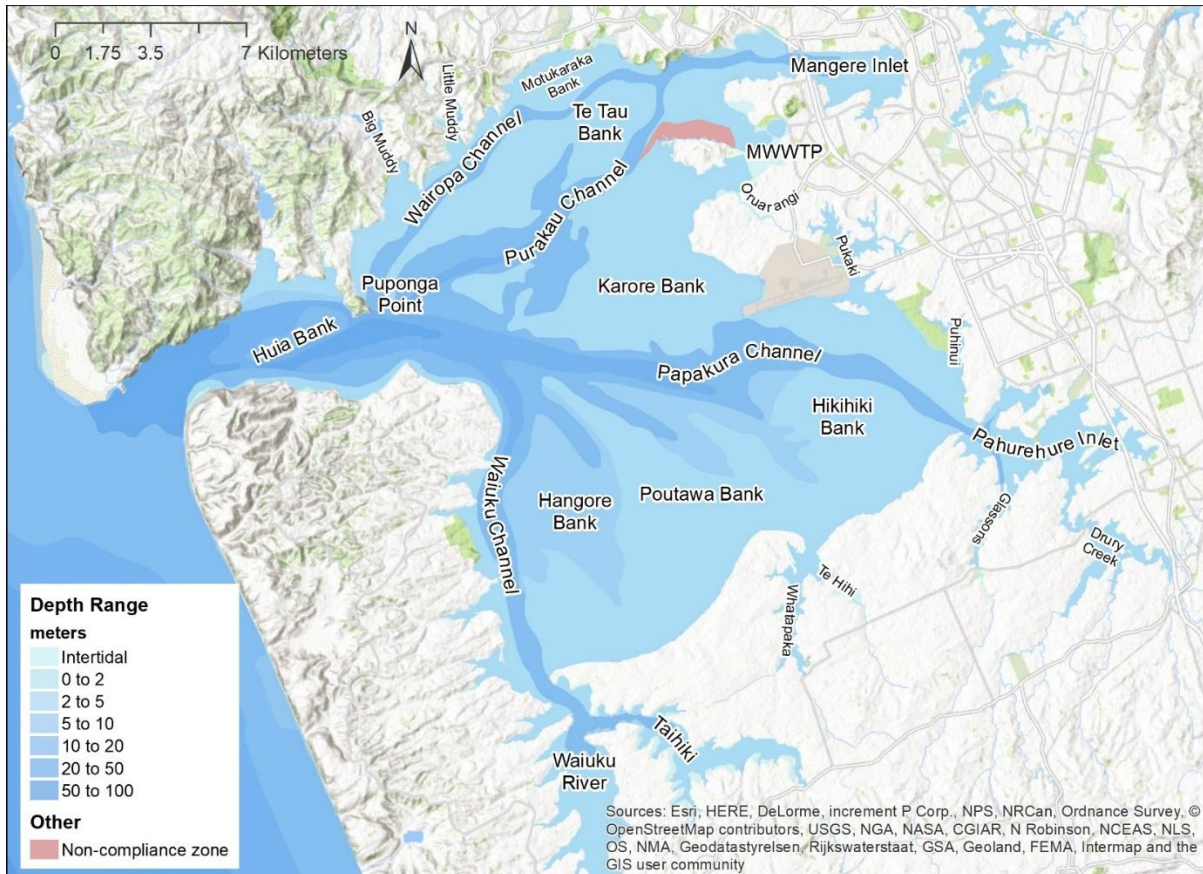 0 1.75 3.5 7 Kilometers
N
Motukaraka
Bank
Mangere Inlet
Little Muddy
Big Muddy
Te Tau
Bank
Wairopa Channel
MWWTP
Oruarangi
Purakau Channel
Pukaki
Karore Bank
Puponga
Point
Huia Bank
Puhinui
Papakura Channel
Hikihiki
Bank
Pahurehure Inlet
Waiuku Channel
Hangore
Bank
Poutawa Bank
Glassons
Drury
Creek
Te Hihi
Whatapaka
Taihiki
Waiuku
River
Depth Range
meters
Intertidal
0 to 2
2 to 5
5 to 10
10 to 20
20 to 50
50 to 100
Other
Non-compliance zone
Sources: Esri, HERE, DeLorme, increment P Corp., NPS, NRCan, Ordnance Survey, ©
OpenStreetMap contributors, USGS, NGA, NASA, CGIAR, N Robinson, NCEAS, NLS,
OS, NMA, Geodatastyrelsen, Rijkswaterstaat, GSA, Geoland, FEMA, Intermap and the
GIS user community